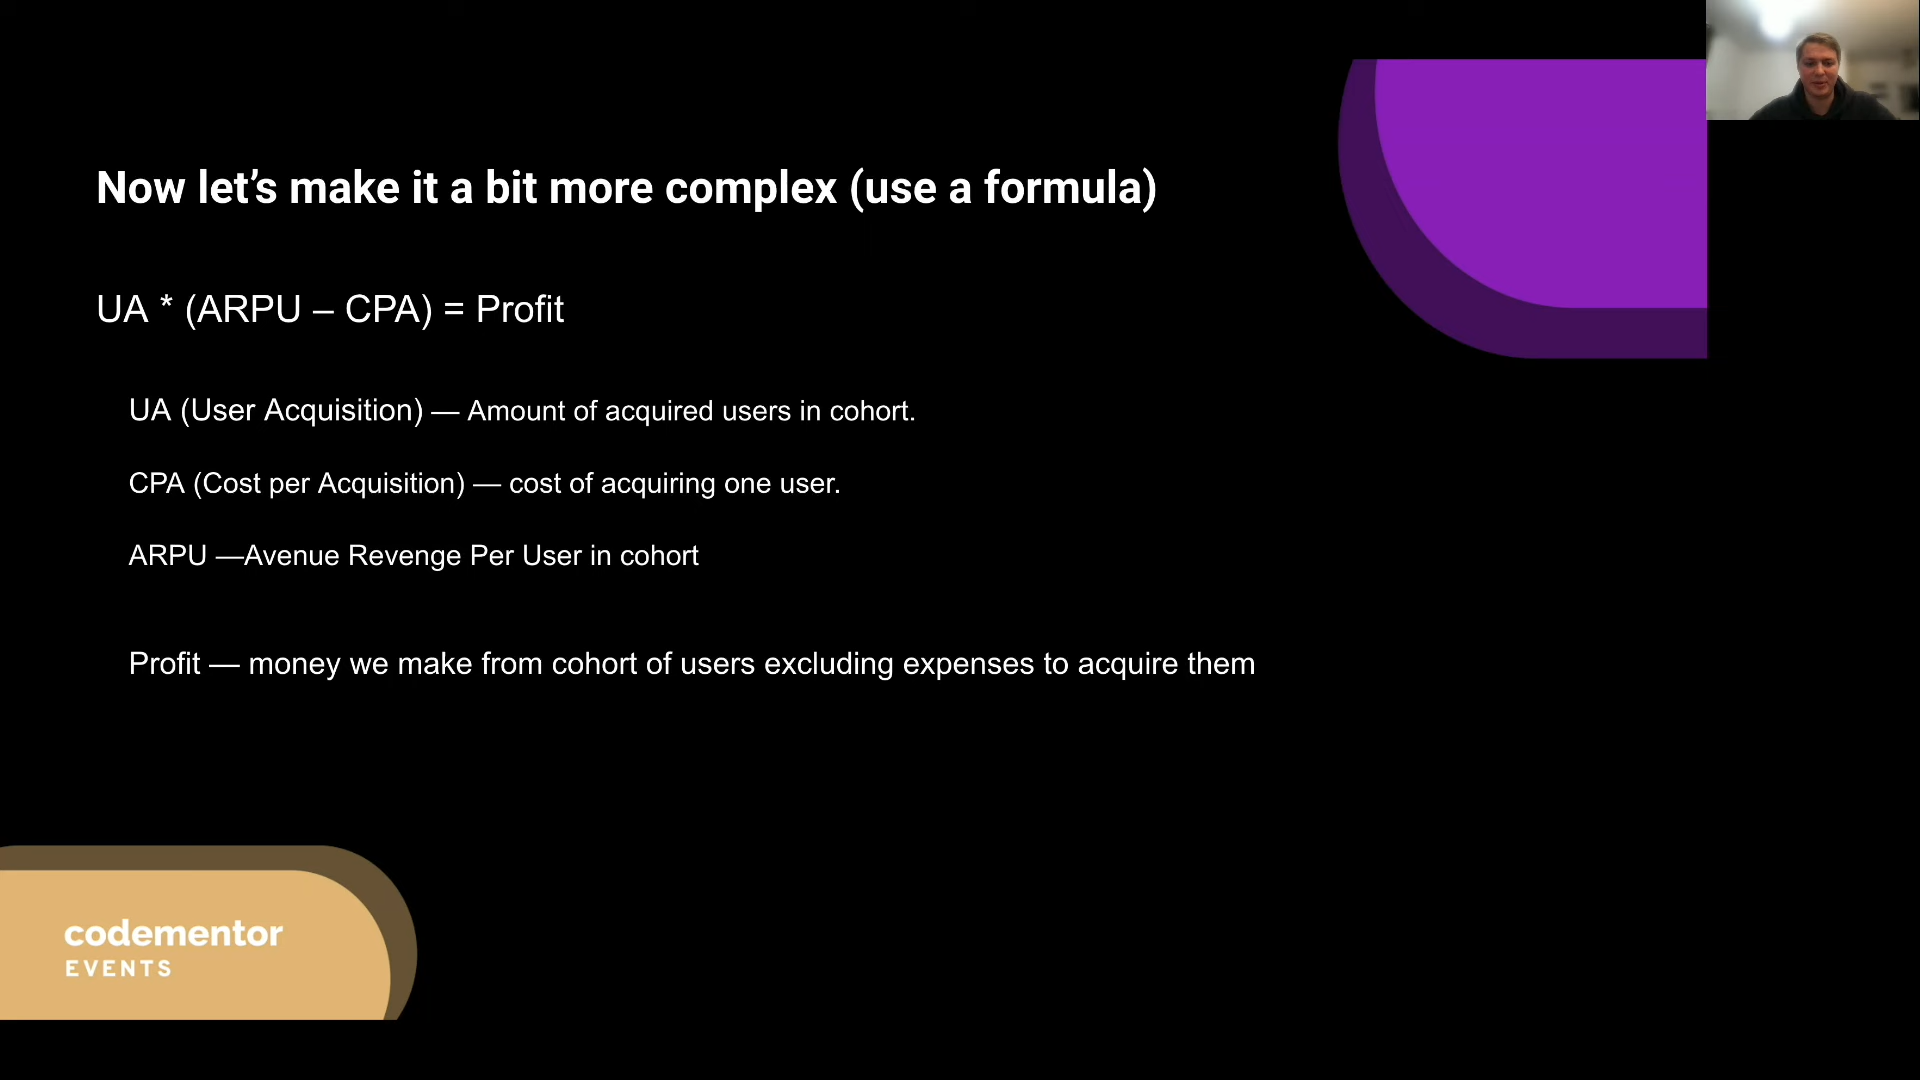 Now let’s make it a bit more complex (use a formula)
UA * (ARPU – CPA) = Profit
UA (User Acquisition) — Amount of acquired users in cohort.
CPA (Cost per Acquisition) — cost of acquiring one user.
ARPU —Avenue Revenge Per User in cohort
Profit — money we make from cohort of users excluding expenses to acquire them
codementor
EVENTS